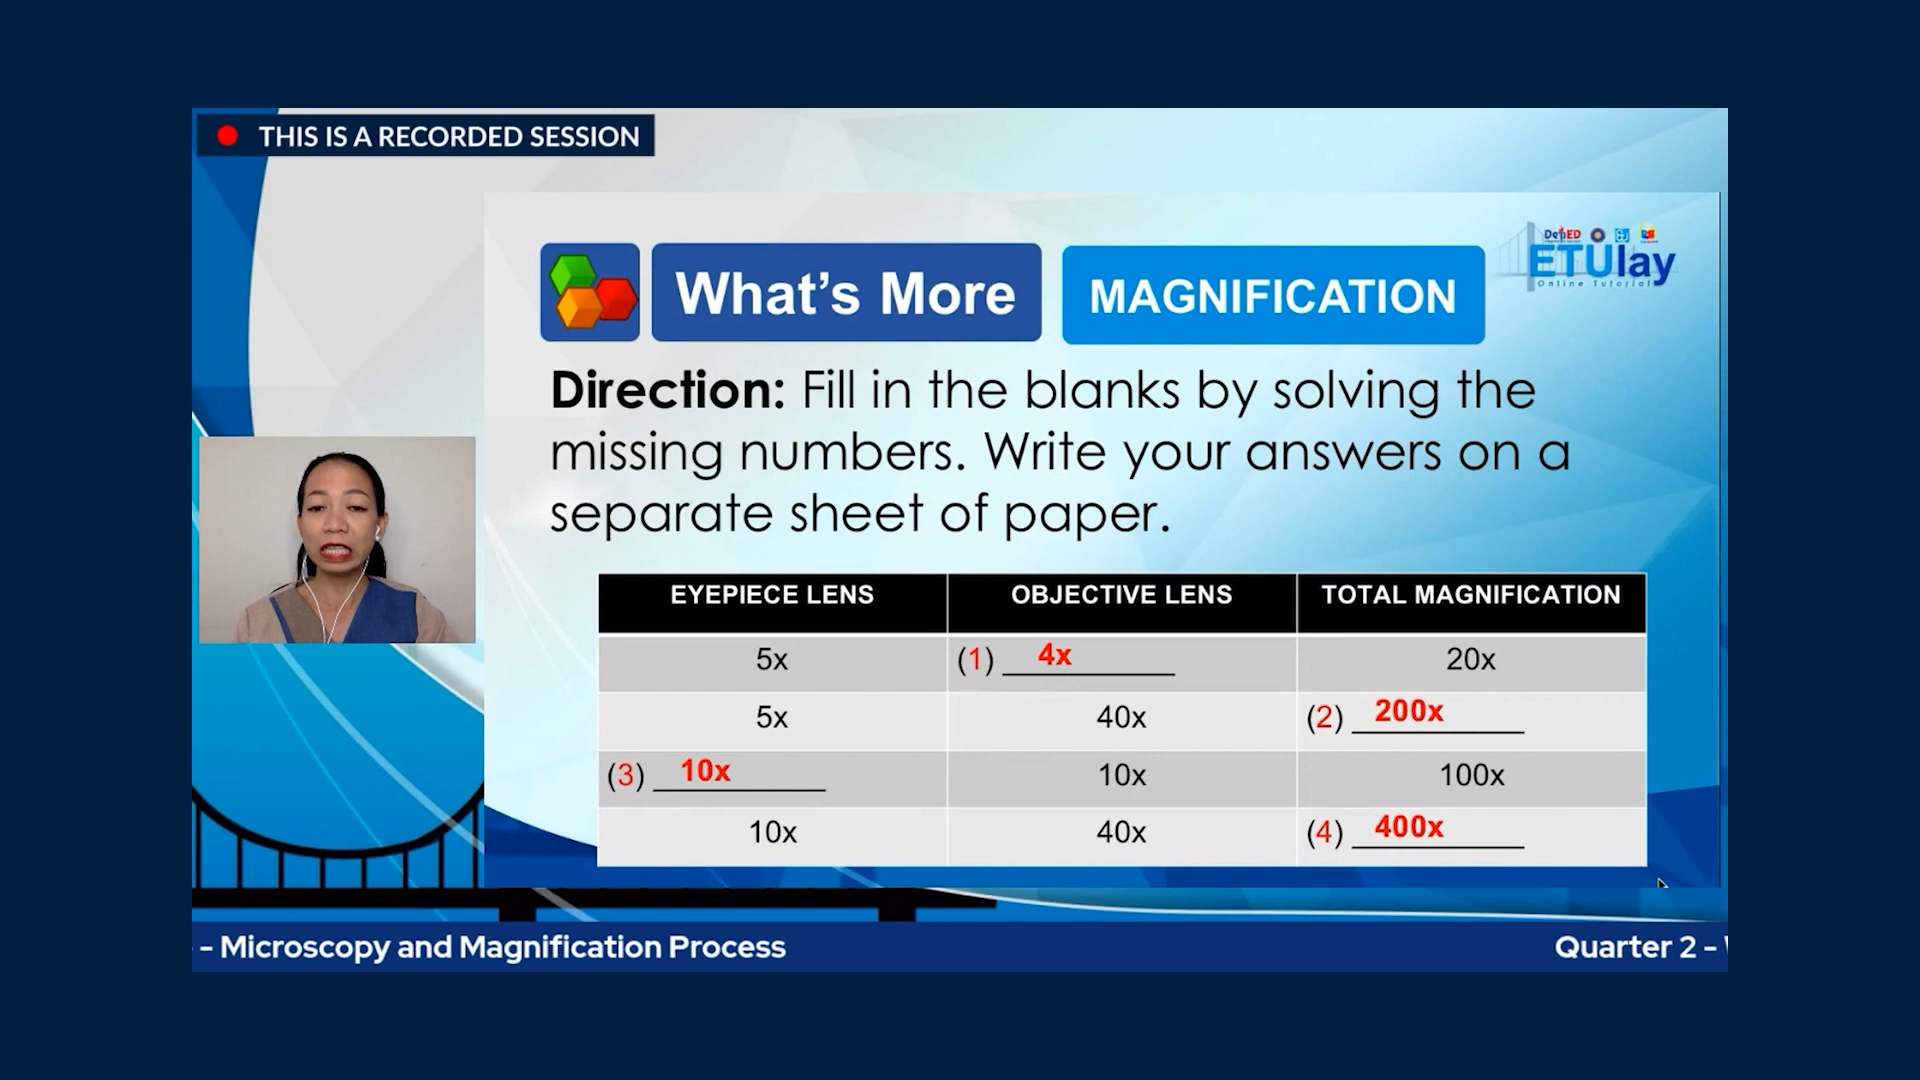 THIS IS A RECORDED SESSION
DepED
ETUlay
Online Tutorial
What's More
MAGNIFICATION
Direction: Fill in the blanks by solving the
missing numbers. Write your answers on a
separate sheet of paper.
EYEPIECE LENS OBJECTIVE LENS TOTAL MAGNIFICATION
5x (1) 4x 20x
5x 40x (2) 200x
(3) 10x 10x 100x
10x 40x (4) 400x
- Microscopy and Magnification Process Quarter 2 -